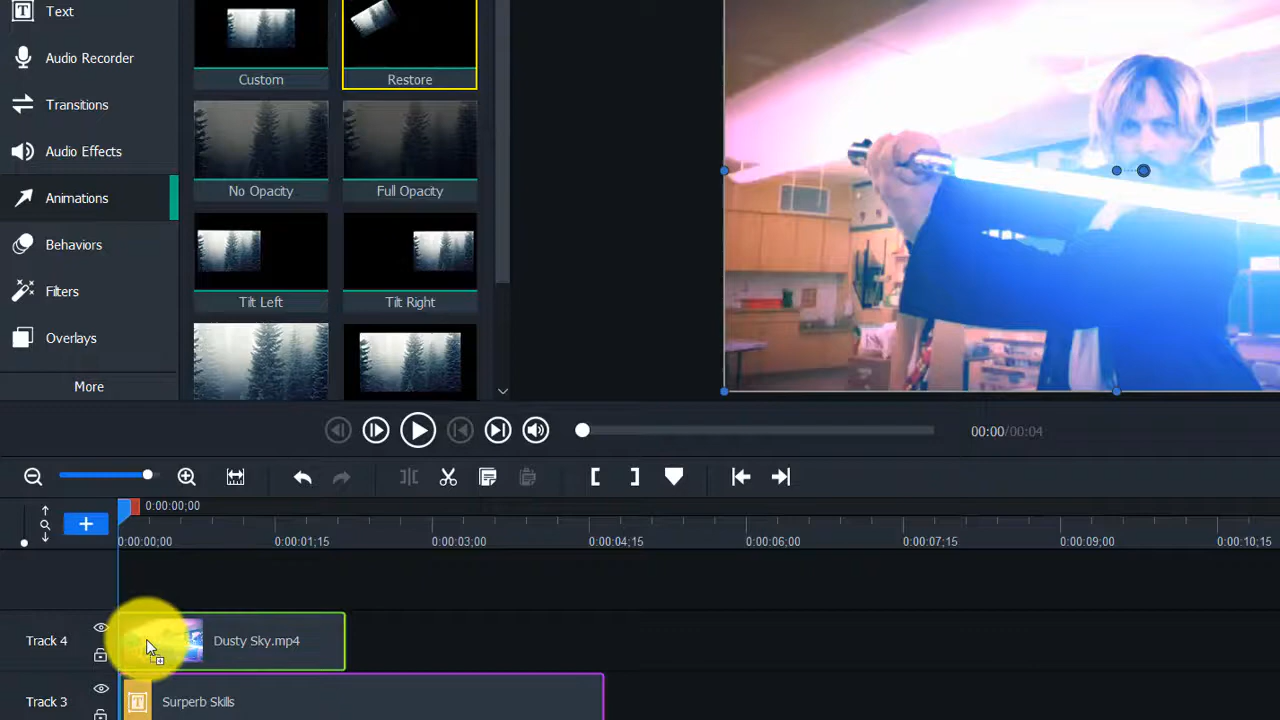 Text
Audio Recorder
Transitions
Audio Effects
Animations
Behaviors
Filters
Overlays
More
Custom
Restore
No Opacity
Full Opacity
Tilt Left
Tilt Right
00:00/00:04
0:00:00;00
0:00:00;00
0:00:01;15
0:00:03;00
0:00:04;15
0:00:06;00
0:00:07;15
0:00:09;00
0:00:10;15
Track 4
Dusty Sky.mp4
Track 3
Surperb Skills